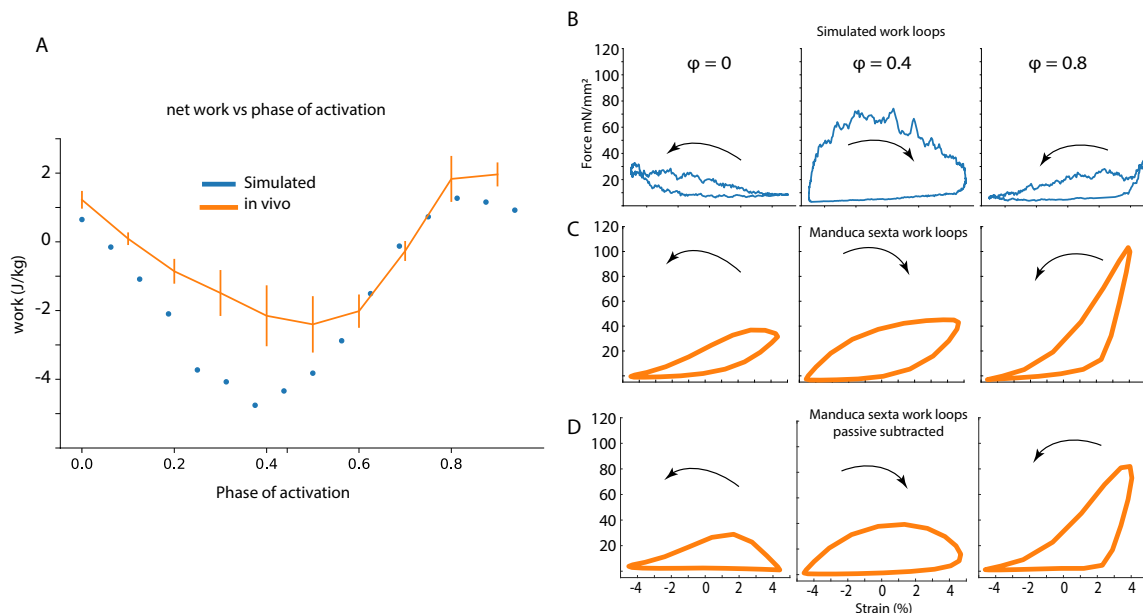 A
net work vs phase of activation
Simulated
in vivo
work (J/kg)
2
0
-2
-4
0.0 0.2 0.4 0.6 0.8
Phase of activation
B
Simulated work loops
φ = 0 φ = 0.4 φ = 0.8
Force mN/mm²
120
100
80
60
40
20
C
Manduca sexta work loops
120
100
80
60
40
20
D
Manduca sexta work loops
passive subtracted
120
100
80
60
40
20
-4 -2 0 2 4 -4 -2 0 2 4 -4 -2 0 2 4
Strain (%)